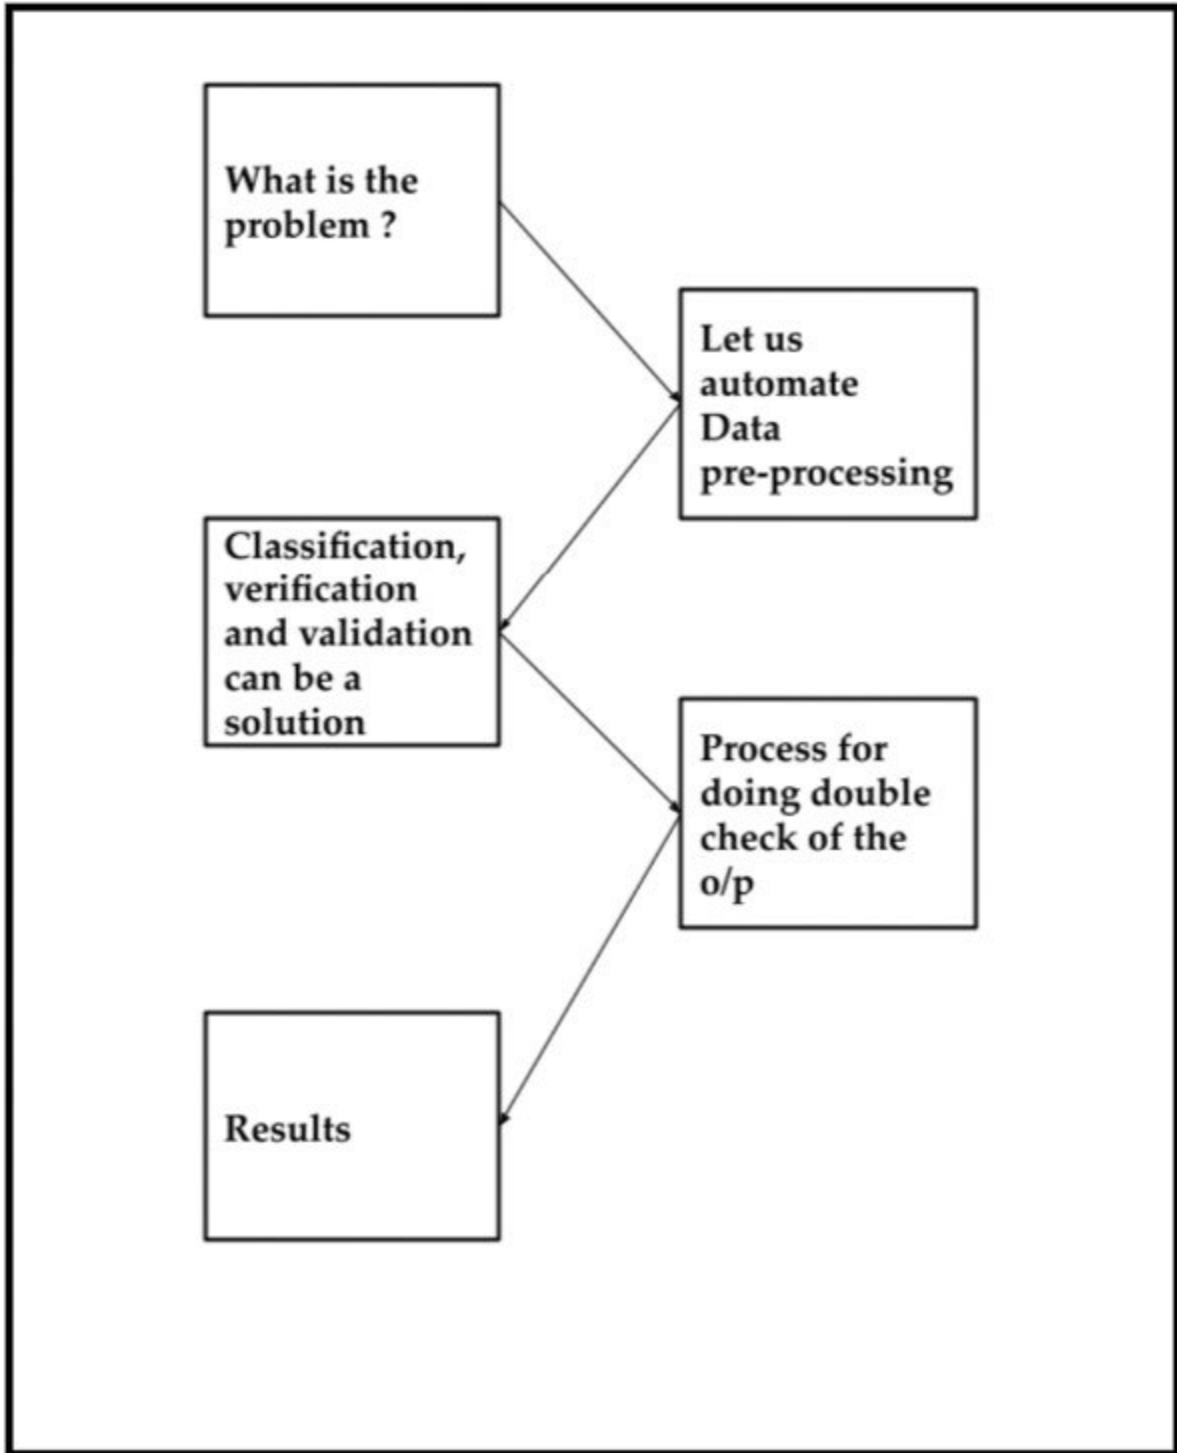 What is the
problem ?
Let us
automate
Data
pre-processing
Classification,
verification
and validation
can be a
solution
Process for
doing double
check of the
o/p
Results